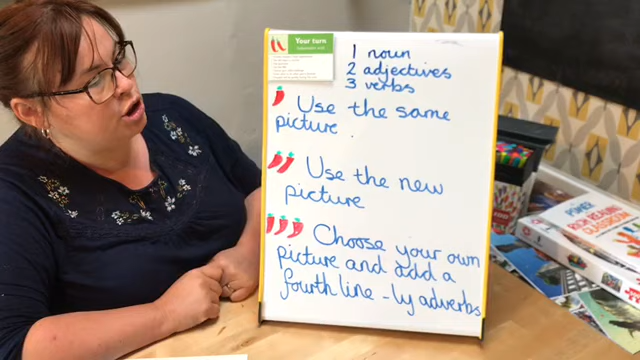 Your turn
1 noun
2 adjectives
3 verbs
Use the same
picture
Use the new
picture
Choose your own
picture and add a
fourth line - ly adverbs
PRIMER
RICH READING
CLASSROOM